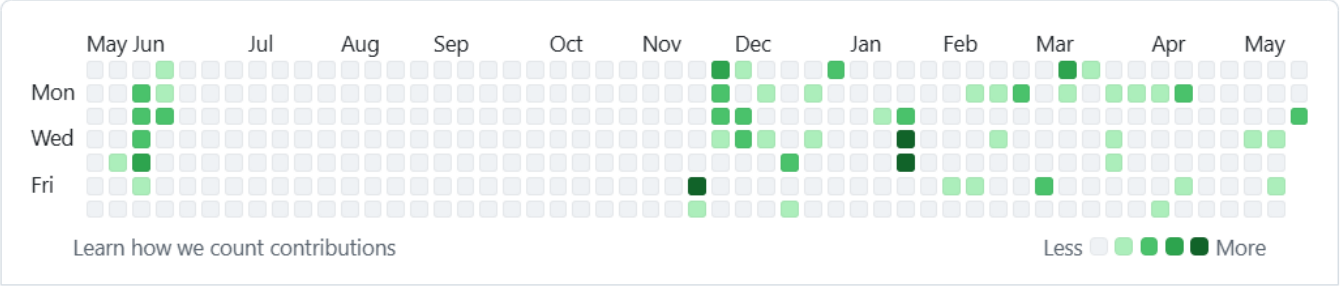 May Jun Jul Aug Sep Oct Nov Dec Jan Feb Mar Apr May
Mon
Wed
Fri
Learn how we count contributions Less More